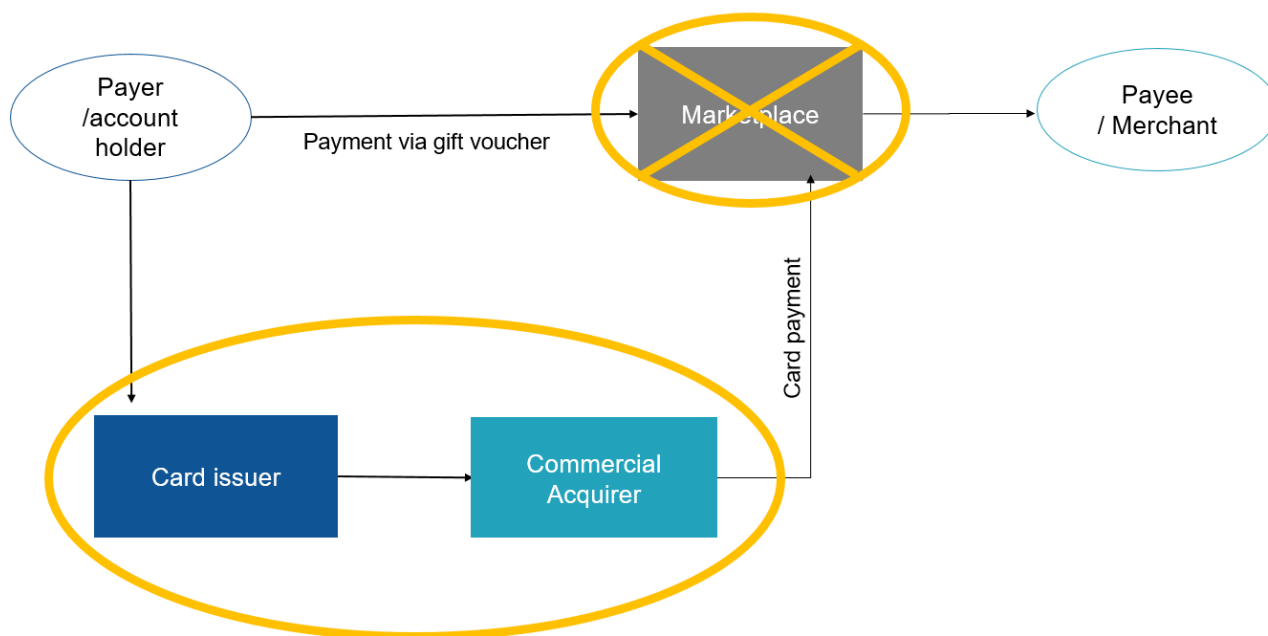 Payer
/account
holder
Payment via gift voucher
Marketplace
Payee
/ Merchant
Card payment
Card issuer
Commercial
Acquirer